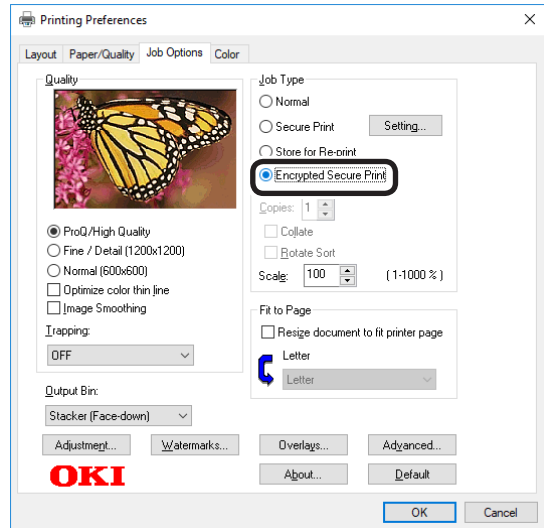 Printing Preferences
Layout Paper/Quality Job Options Color
Quality
ProQ/High Quality
Fine / Detail (1200x1200)
Normal (600x600)
Optimize color thin line
Image Smoothing
Trapping:
OFF
Output Bin:
Stacker (Face-down)
Job Type
Normal
Secure Print Setting...
Store for Re-print
Encrypted Secure Print
Copies: 1
Collate
Rotate Sort
Scale: 100 (1-1000 %)
Fit to Page
Resize document to fit printer page
Letter
Letter
Adjustment... Watermarks... Overlays... Advanced...
OKI About... Default
OK Cancel